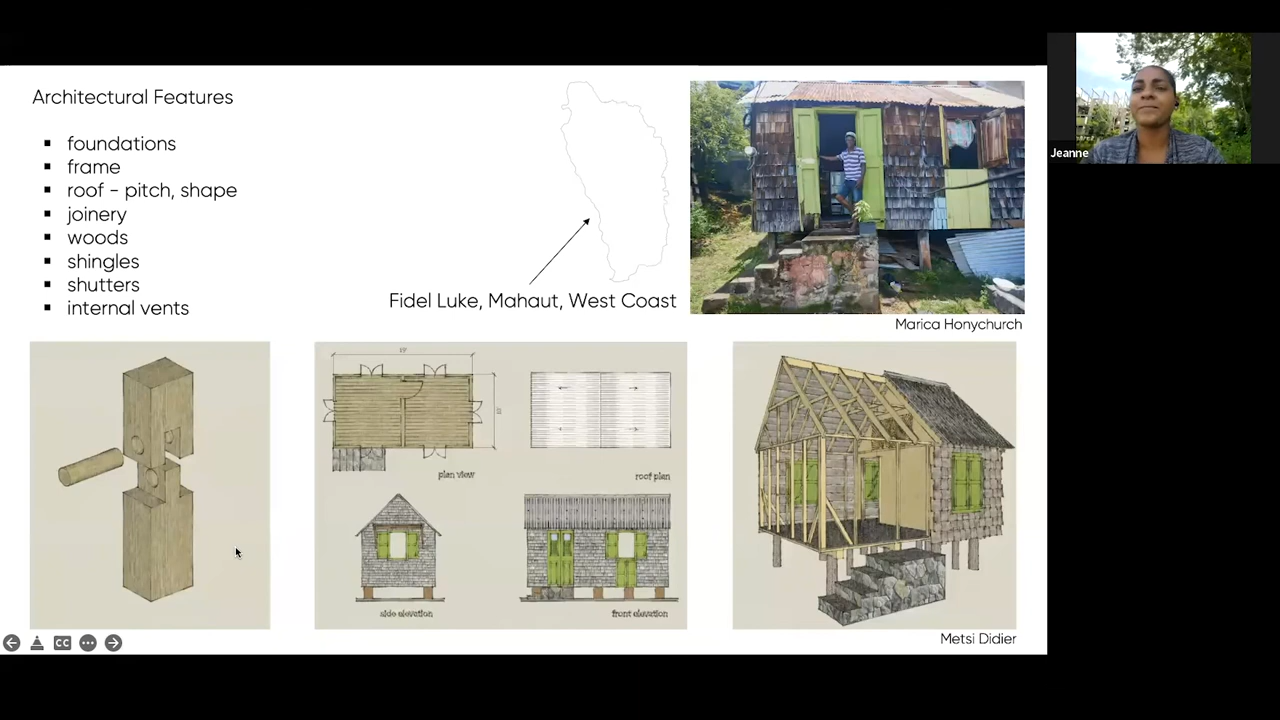 Architectural Features
▪ foundations
▪ frame
▪ roof - pitch, shape
▪ joinery
▪ woods
▪ shingles
▪ shutters
▪ internal vents
Fidel Luke, Mahaut, West Coast
Marica Honychurch
Jeanne
plan view
roof plan
side elevation
front elevation
Metsi Didier
CC